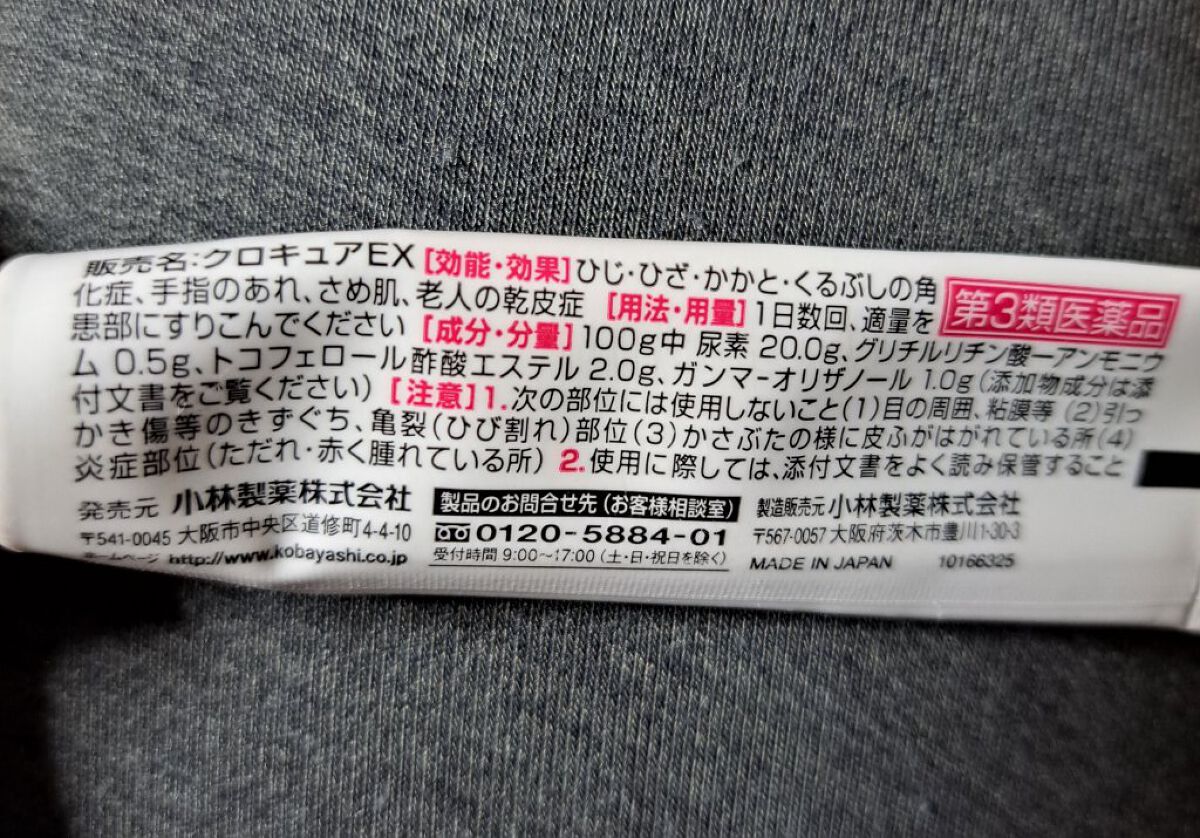 販売名:クロキュアEX [効能・効果]ひじ・ひざ・かかと・くるぶしの角
化症、手指のあれ、さめ肌、老人の乾皮症 [用法・用量]1日数回、適量を
第3類医薬品
患部にすりこんでください [成分・分量]100g中 尿素 20.0g、グリチルリチン酸一アンモニウ
ム 0.5g、トコフェロール酢酸エステル 2.0g、ガンマ-オリザノール 1.0g(添加物成分は添
付文書をご覧ください)[注意]1.次の部位には使用しないこと(1)目の周囲、粘膜等 (2)引っ
かき傷等のきずぐち、亀裂(ひび割れ)部位(3)かさぶたの様に皮ふがはがれている所(4)
炎症部位(ただれ・赤く腫れている所) 2.使用に際しては、添付文書をよく読み保管すること
発売元 小林製薬株式会社
〒541-0045 大阪市中央区道修町4-4-10
ホームページ http://www.kobayashi.co.jp
製品のお問合せ先(お客様相談室)
0120-5884-01
受付時間 9:00~17:00(土・日・祝日を除く)
製造販売元 小林製薬株式会社
〒567-0057 大阪府茨木市豊川1-30-3
MADE IN JAPAN 10166325